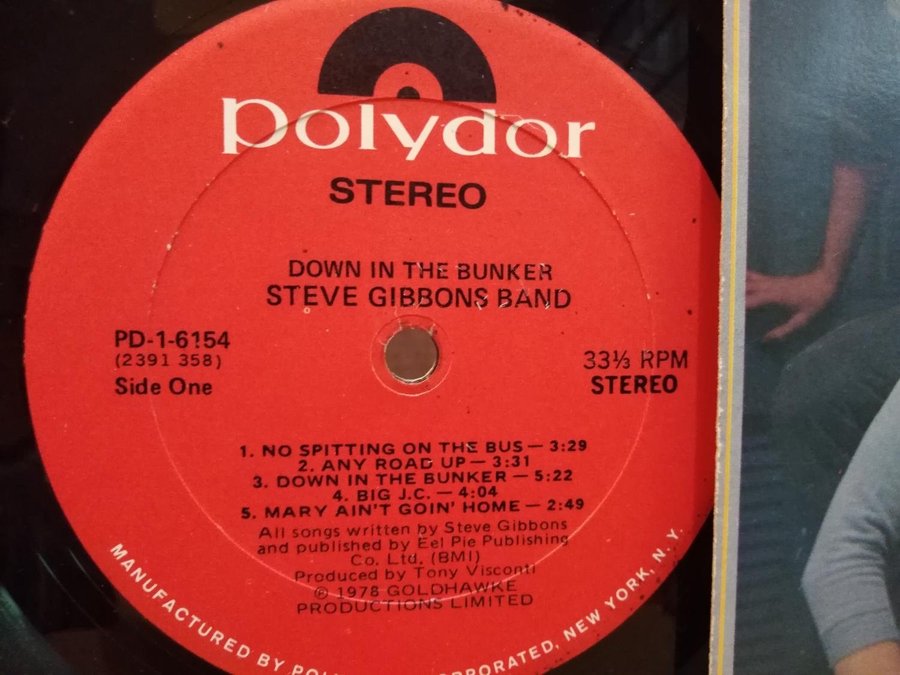 polydor
STEREO
DOWN IN THE BUNKER
STEVE GIBBONS BAND
PD-1-6154
(2391 358)
Side One
33⅓ RPM
STEREO
1. NO SPITTING ON THE BUS — 3:29
2. ANY ROAD UP — 3:31
3. DOWN IN THE BUNKER — 5:22
4. BIG J.C. — 4:04
5. MARY AIN'T GOIN' HOME — 2:49
All songs written by Steve Gibbons
and published by Eel Pie Publishing
Co. Ltd. (BMI)
Produced by Tony Visconti
℗ 1978 GOLDHAWKE
PRODUCTIONS LIMITED
MANUFACTURED BY INCORPORATED, NEW YORK, N. Y.